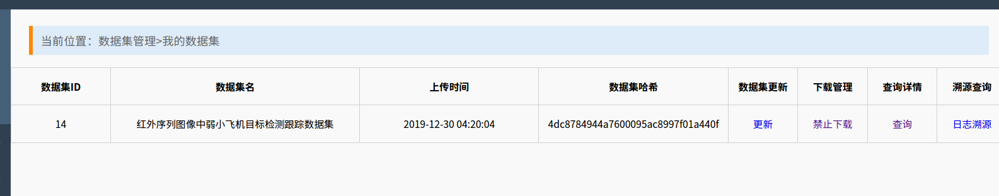 当前位置：数据集管理>我的数据集
数据集ID 数据集名 上传时间 数据集哈希 数据集更新 下载管理 查询详情 溯源查询
14 红外序列图像中弱小飞机目标检测跟踪数据集 2019-12-30 04:20:04 4dc8784944a7600095ac8997f01a440f 更新 禁止下载 查询 日志溯源